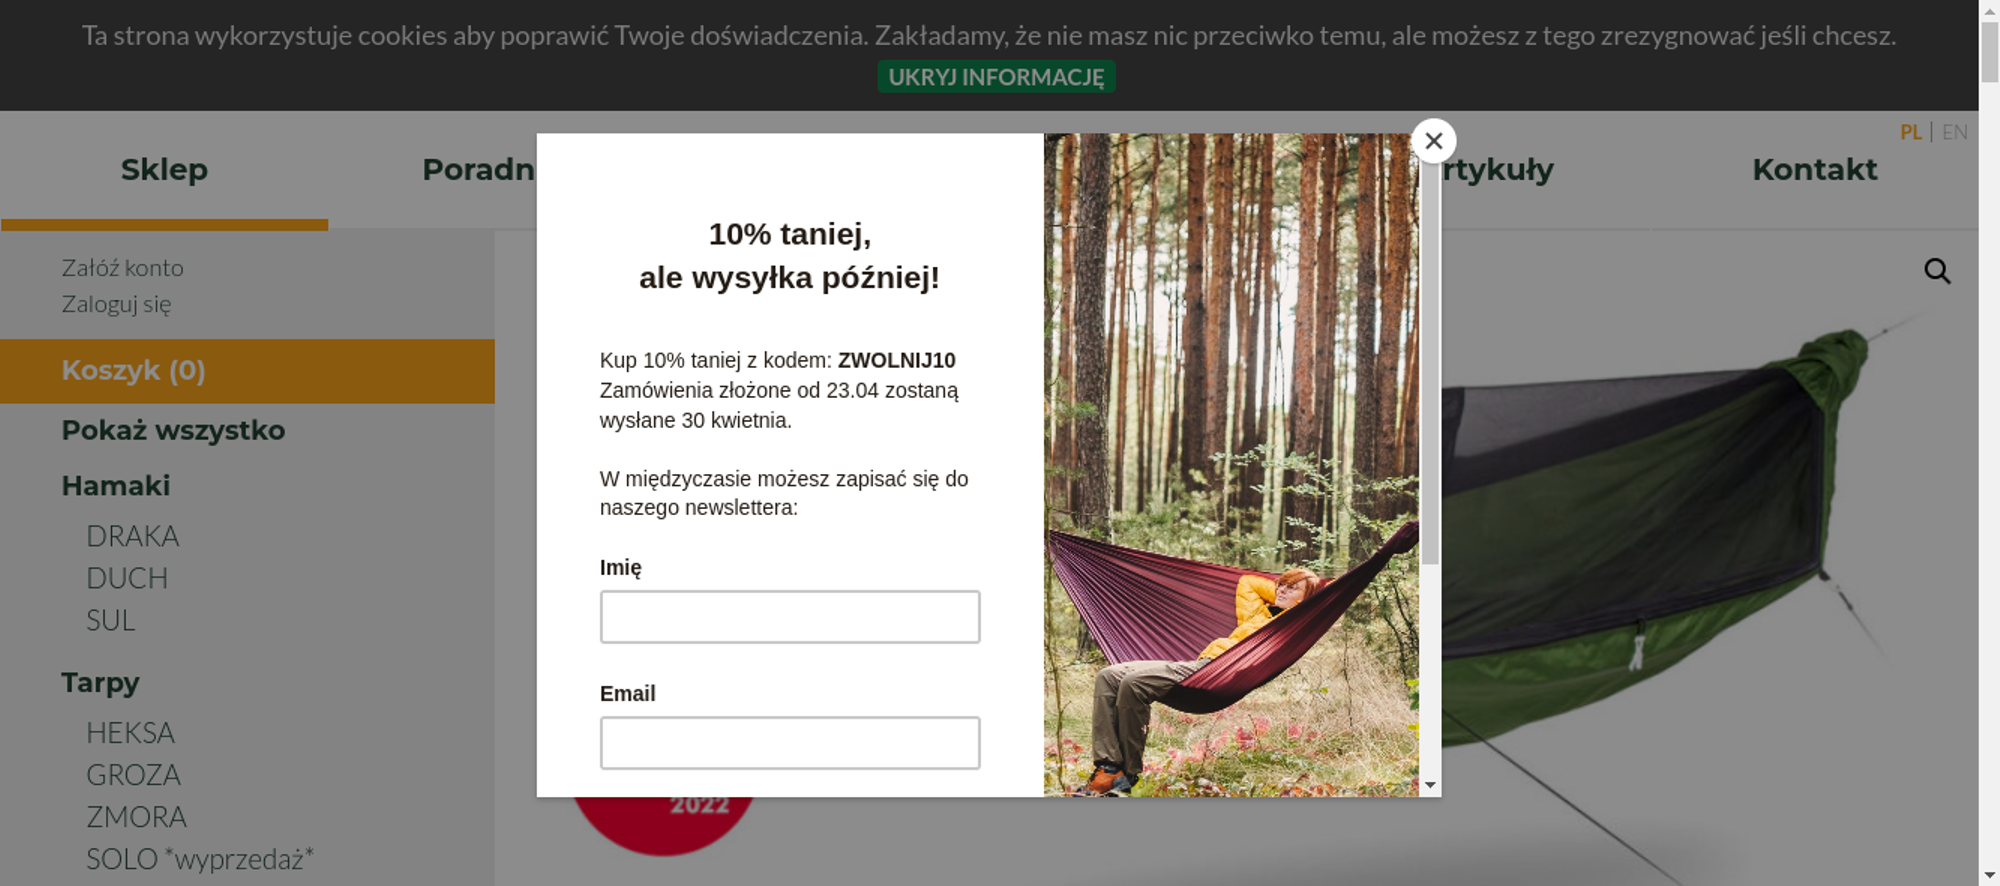 Ta strona wykorzystuje cookies aby poprawić Twoje doświadczenia. Zakładamy, że nie masz nic przeciwko temu, ale możesz z tego zrezygnować jeśli chcesz.
UKRYJ INFORMACJĘ
PL | EN
Sklep
Poradn
rtykuły
Kontakt
Załóż konto
Zaloguj się
Koszyk (0)
Pokaż wszystko
Hamaki
DRAKA
DUCH
SUL
Tarpy
HEKSA
GROZA
ZMORA
SOLO *wyprzedaż*
10% taniej,
ale wysyłka później!
Kup 10% taniej z kodem: ZWOLNIJ10
Zamówienia złożone od 23.04 zostaną
wysłane 30 kwietnia.
W międzyczasie możesz zapisać się do
naszego newslettera:
Imię
Email
2022